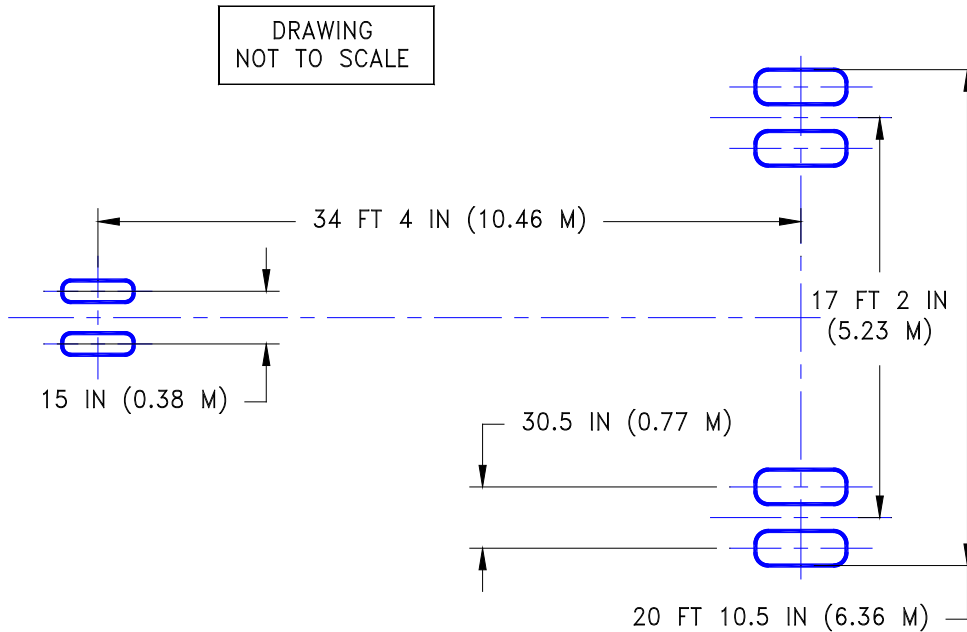 DRAWING
NOT TO SCALE
34 FT 4 IN (10.46 M)
17 FT 2 IN
(5.23 M)
15 IN (0.38 M)
30.5 IN (0.77 M)
20 FT 10.5 IN (6.36 M)